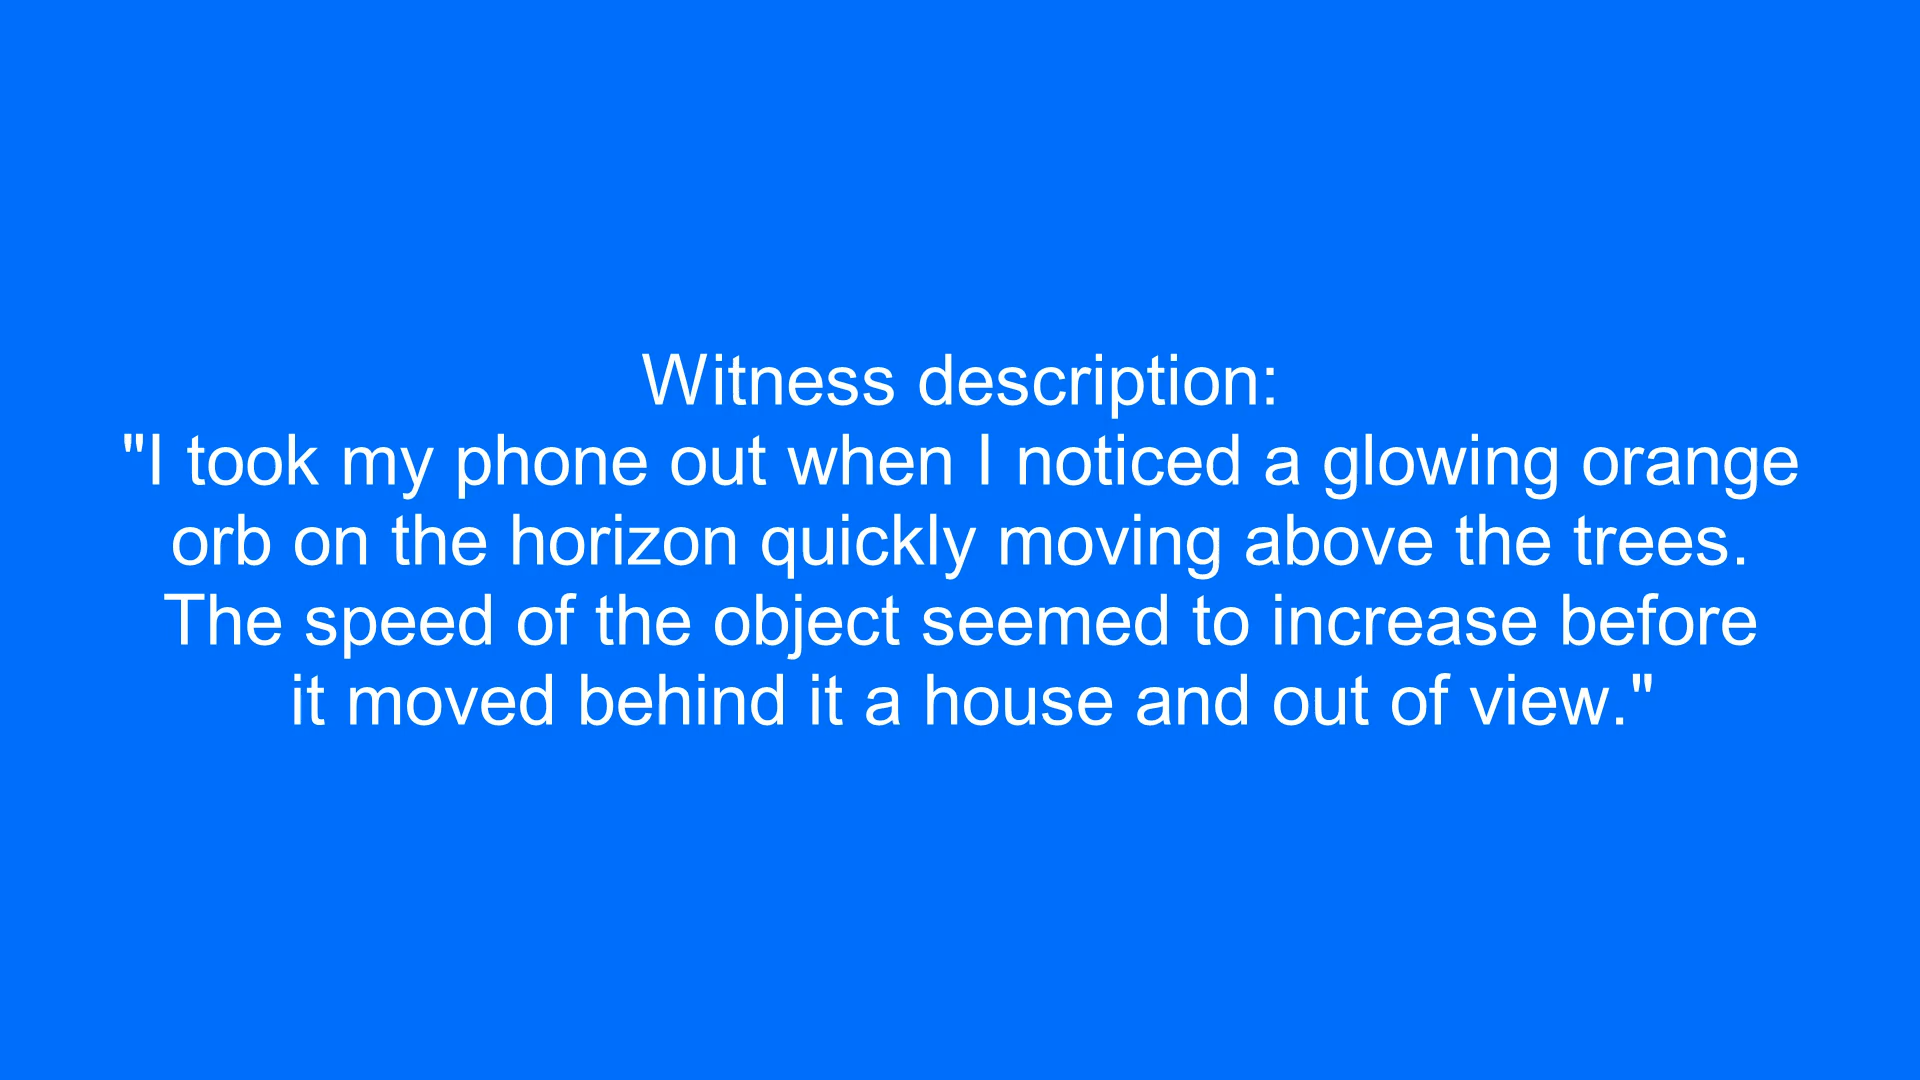 Witness description:
"I took my phone out when I noticed a glowing orange
orb on the horizon quickly moving above the trees.
The speed of the object seemed to increase before
it moved behind it a house and out of view."